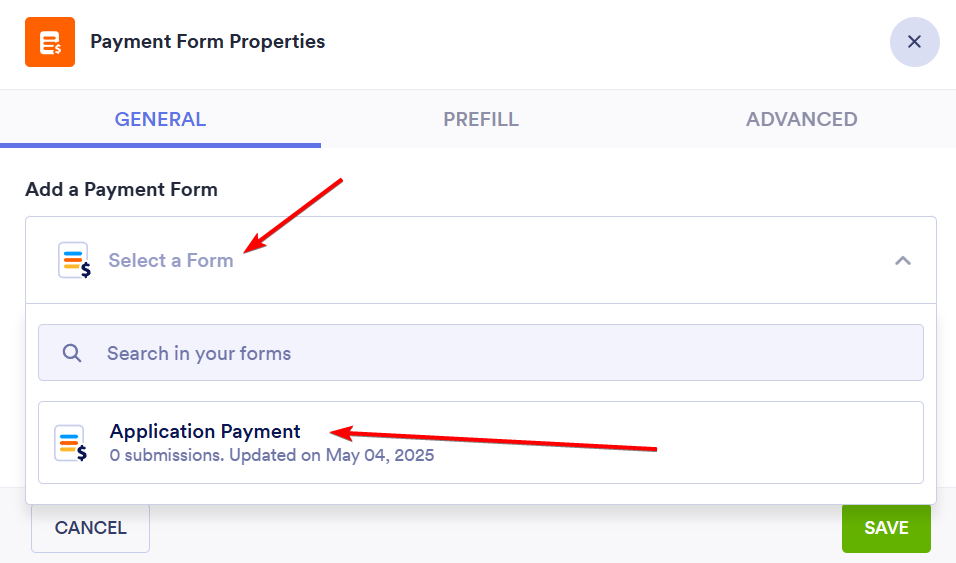 Payment Form Properties
GENERAL PREFILL ADVANCED
Add a Payment Form
Select a Form
Search in your forms
Application Payment
0 submissions. Updated on May 04, 2025
CANCEL SAVE